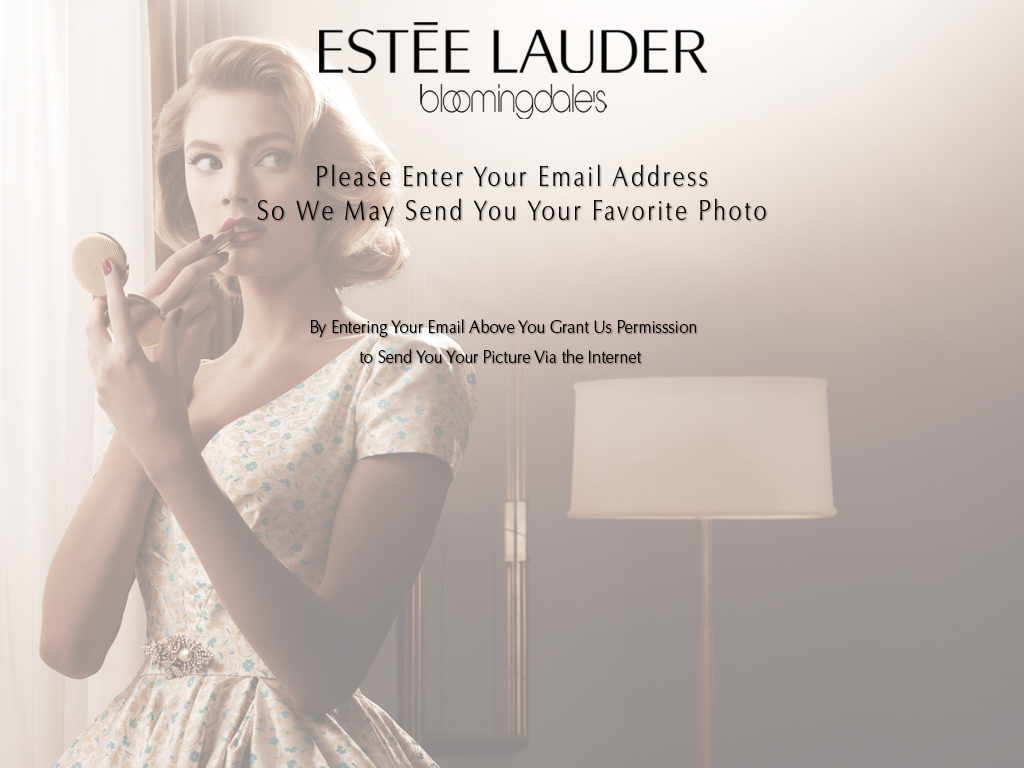 ESTĒE LAUDER
bloomingdale's
Please Enter Your Email Address
So We May Send You Your Favorite Photo
By Entering Your Email Above You Grant Us Permisssion
to Send You Your Picture Via the Internet